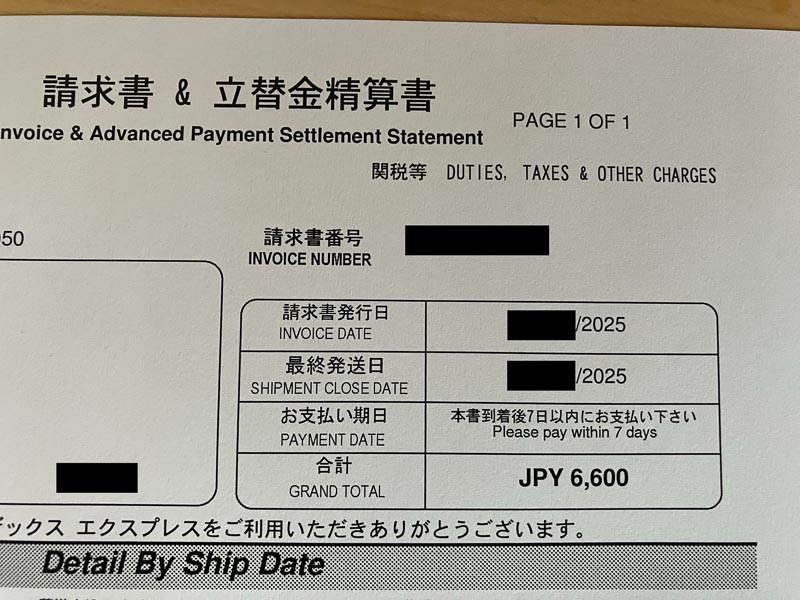 請求書 & 立替金精算書
nvoice & Advanced Payment Settlement Statement
PAGE 1 OF 1
関税等 DUTIES, TAXES & OTHER CHARGES
50
請求書番号
INVOICE NUMBER
請求書発行日
INVOICE DATE
/2025
最終発送日
SHIPMENT CLOSE DATE
/2025
お支払い期日
PAYMENT DATE
本書到着後7日以内にお支払い下さい
Please pay within 7 days
合計
GRAND TOTAL
JPY 6,600
ックス エクスプレスをご利用いただきありがとうございます。
Detail By Ship Date